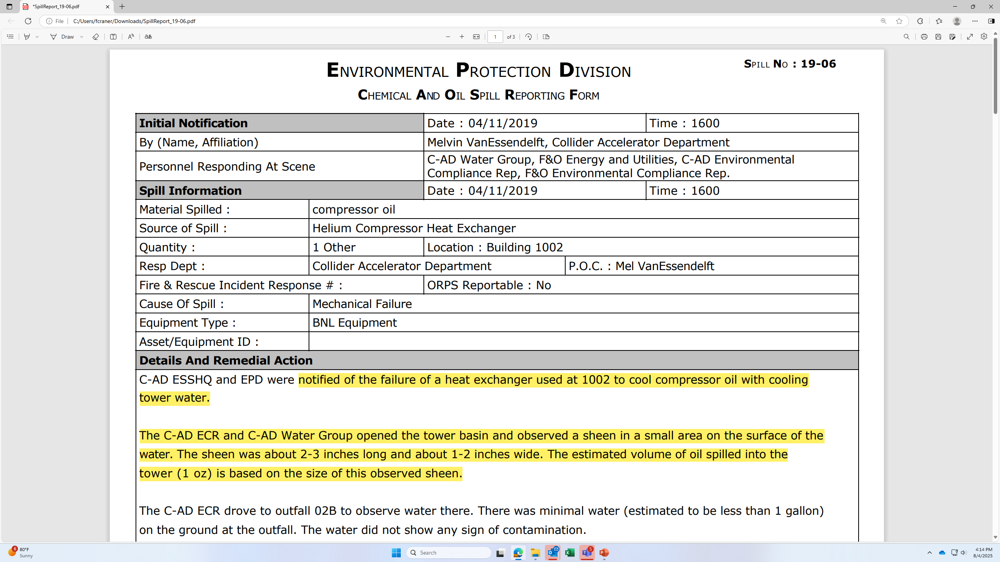 *SpillReport_19-06.pdf
File C:/Users/fcraner/Downloads/SpillReport_19-06.pdf
Draw 1 of 3
SPILL NO : 19-06
ENVIRONMENTAL PROTECTION DIVISION
CHEMICAL AND OIL SPILL REPORTING FORM
Initial Notification Date : 04/11/2019 Time : 1600
By (Name, Affiliation) Melvin VanEssendelft, Collider Accelerator Department
Personnel Responding At Scene C-AD Water Group, F&O Energy and Utilities, C-AD Environmental
Compliance Rep, F&O Environmental Compliance Rep.
Spill Information Date : 04/11/2019 Time : 1600
Material Spilled : compressor oil
Source of Spill : Helium Compressor Heat Exchanger
Quantity : 1 Other Location : Building 1002
Resp Dept : Collider Accelerator Department P.O.C. : Mel VanEssendelft
Fire & Rescue Incident Response # : ORPS Reportable : No
Cause Of Spill : Mechanical Failure
Equipment Type : BNL Equipment
Asset/Equipment ID :
Details And Remedial Action
C-AD ESSHQ and EPD were notified of the failure of a heat exchanger used at 1002 to cool compressor oil with cooling
tower water.
The C-AD ECR and C-AD Water Group opened the tower basin and observed a sheen in a small area on the surface of the
water. The sheen was about 2-3 inches long and about 1-2 inches wide. The estimated volume of oil spilled into the
tower (1 oz) is based on the size of this observed sheen.
The C-AD ECR drove to outfall 02B to observe water there. There was minimal water (estimated to be less than 1 gallon)
on the ground at the outfall. The water did not show any sign of contamination.
6 80°F
Sunny
Search
5
4:14 PM
8/4/2025